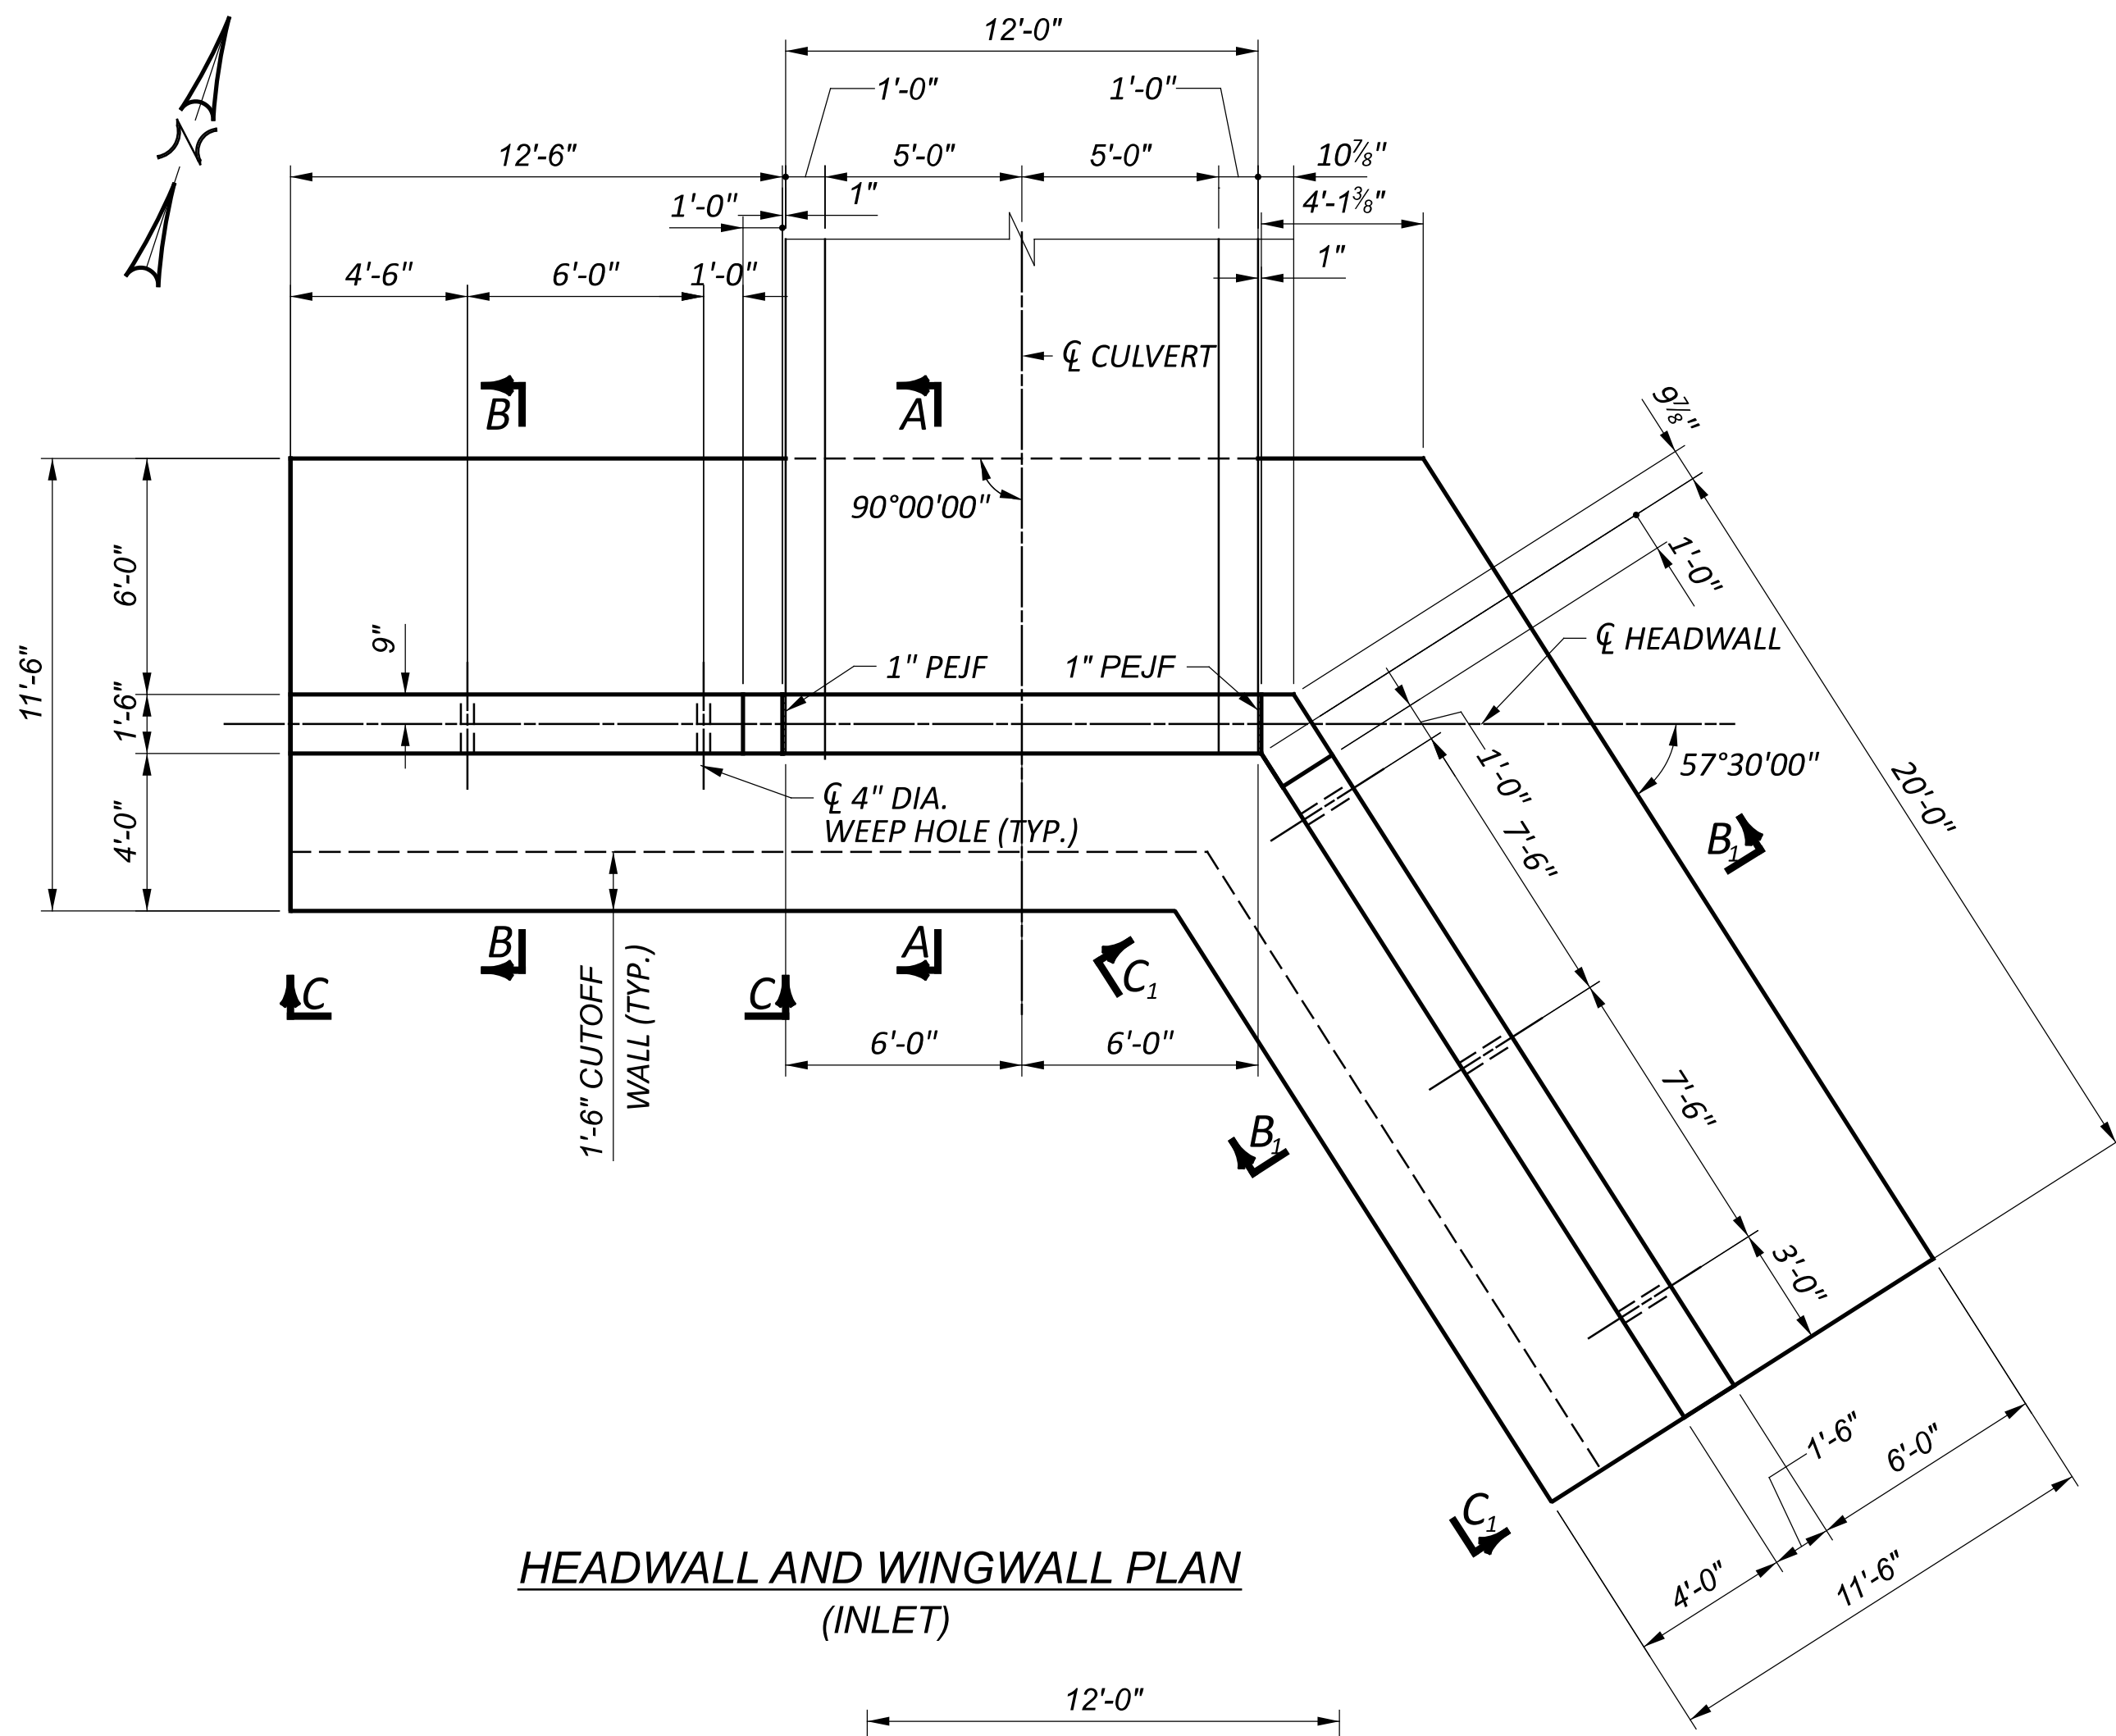 12'-0"
1'-0"
1'-0"
12'-6"
5'-0"
5'-0"
10⅞"
1'-0"
1"
4'-1⅜"
4'-6"
6'-0"
1'-0"
1"
℄ CULVERT
B
A
9⅞"
90°00'00"
1'-0"
6'-0"
11'-6"
9"
1'-6"
4'-0"
1" PEJF
1" PEJF
℄ HEADWALL
1'-0"
57°30'00"
20'-0"
℄ 4" DIA.
WEEP HOLE (TYP.)
7'-6"
B1
B
A
C
C
C1
1'-6" CUTOFF
WALL (TYP.)
6'-0"
6'-0"
7'-6"
B1
3'-0"
1'-6"
6'-0"
C1
4'-0"
11'-6"
HEADWALL AND WINGWALL PLAN
(INLET)
12'-0"
N